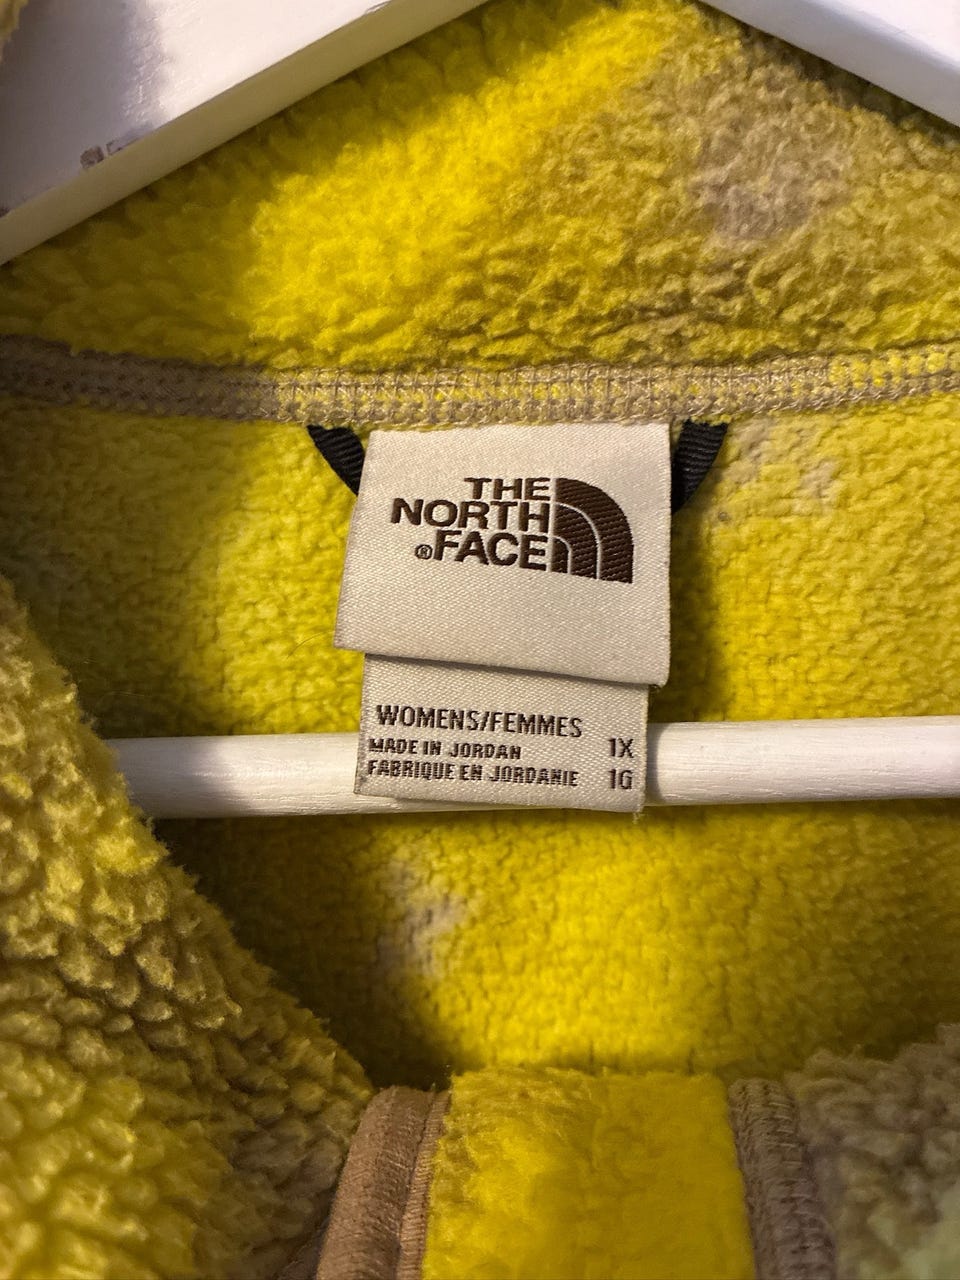 THE
NORTH
®FACE
WOMENS/FEMMES
MADE IN JORDAN 1X
FABRIQUE EN JORDANIE 1G